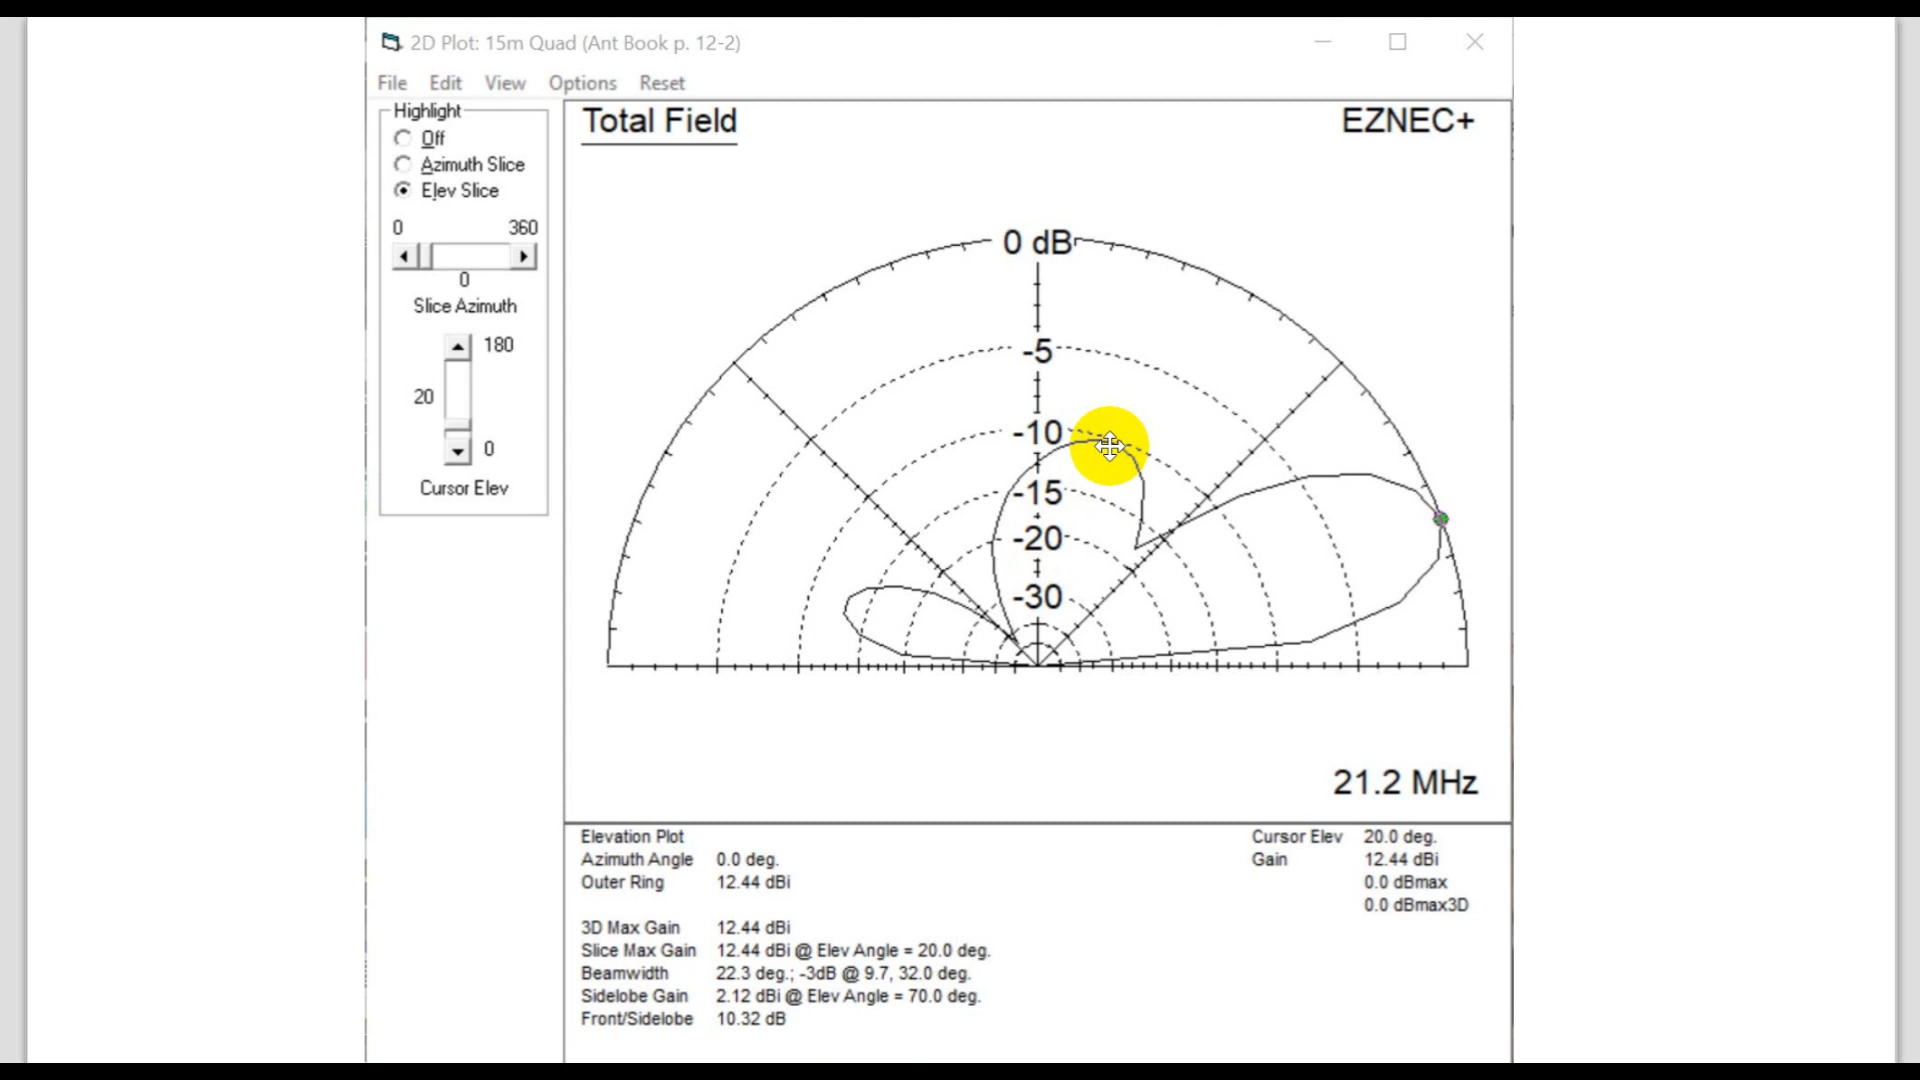 2D Plot: 15m Quad (Ant Book p. 12-2)
File Edit View Options Reset
Highlight
Off
Azimuth Slice
Elev Slice
0 360
0
Slice Azimuth
180
20
0
Cursor Elev
Total Field
EZNEC+
0 dB
-5
-10
-15
-20
-30
21.2 MHz
Elevation Plot
Azimuth Angle 0.0 deg.
Outer Ring 12.44 dBi
3D Max Gain 12.44 dBi
Slice Max Gain 12.44 dBi @ Elev Angle = 20.0 deg.
Beamwidth 22.3 deg.; -3dB @ 9.7, 32.0 deg.
Sidelobe Gain 2.12 dBi @ Elev Angle = 70.0 deg.
Front/Sidelobe 10.32 dB
Cursor Elev 20.0 deg.
Gain 12.44 dBi
0.0 dBmax
0.0 dBmax3D